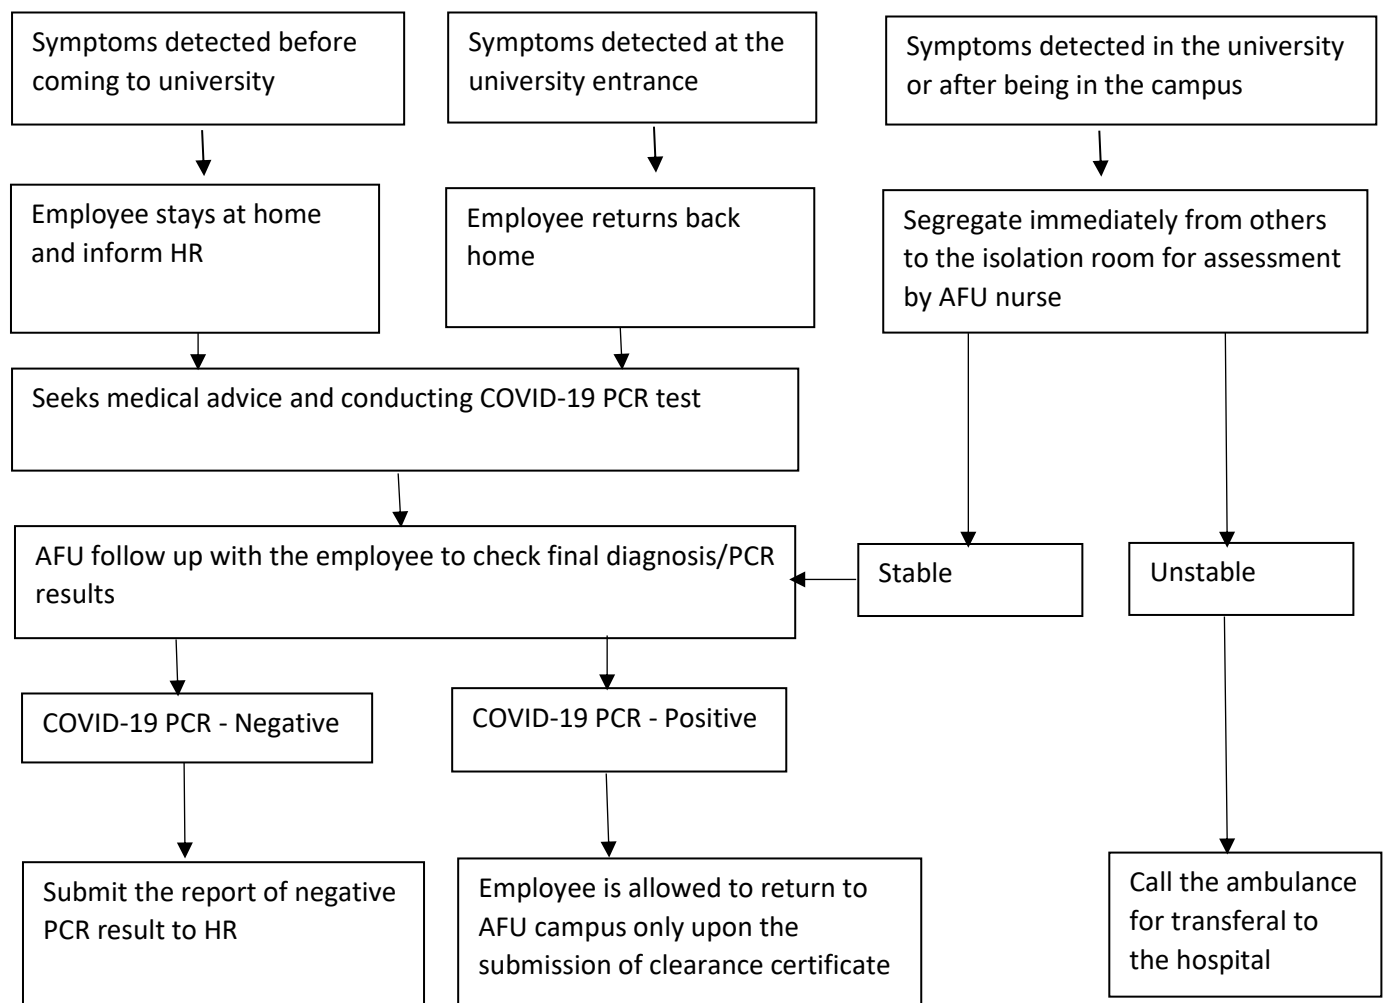 Symptoms detected before
coming to university
Symptoms detected at the
university entrance
Symptoms detected in the university
or after being in the campus
Employee stays at home
and inform HR
Employee returns back
home
Segregate immediately from others
to the isolation room for assessment
by AFU nurse
Seeks medical advice and conducting COVID-19 PCR test
AFU follow up with the employee to check final diagnosis/PCR
results
Stable
Unstable
COVID-19 PCR - Negative
COVID-19 PCR - Positive
Submit the report of negative
PCR result to HR
Employee is allowed to return to
AFU campus only upon the
submission of clearance certificate
Call the ambulance
for transferal to
the hospital